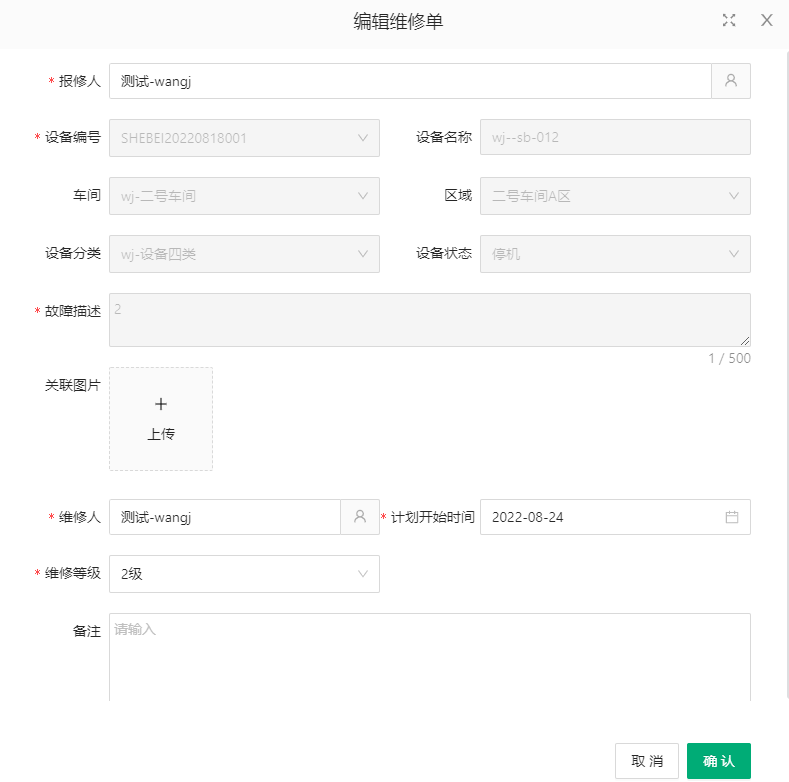 编辑维修单
* 报修人 测试-wangj
* 设备编号 SHEBEI20220818001 设备名称 wj--sb-012
车间 wj-二号车间 区域 二号车间A区
设备分类 wj-设备四类 设备状态 停机
* 故障描述 2
1 / 500
关联图片
+
上传
* 维修人 测试-wangj * 计划开始时间 2022-08-24
* 维修等级 2级
备注 请输入
取 消 确 认